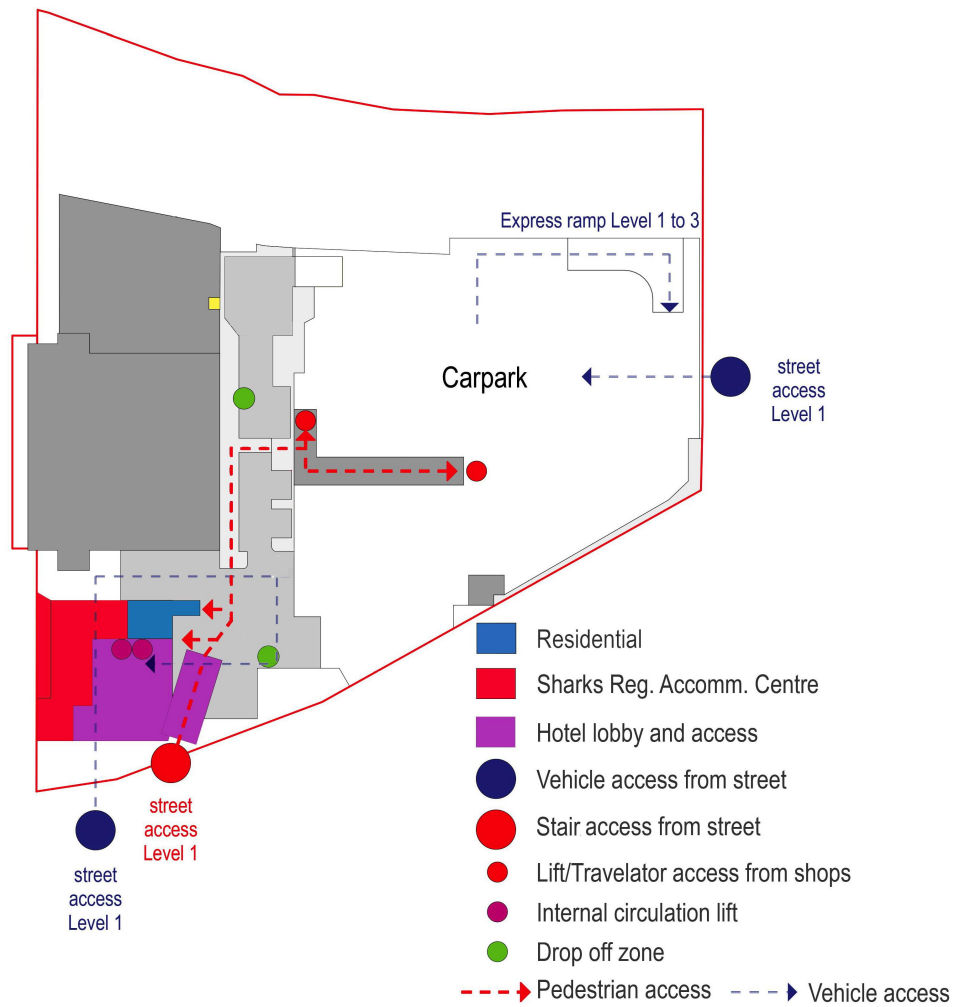 Express ramp Level 1 to 3
Carpark
street
access
Level 1
street
access
Level 1
street
access
Level 1
Residential
Sharks Reg. Accomm. Centre
Hotel lobby and access
Vehicle access from street
Stair access from street
Lift/Travelator access from shops
Internal circulation lift
Drop off zone
Pedestrian access
Vehicle access